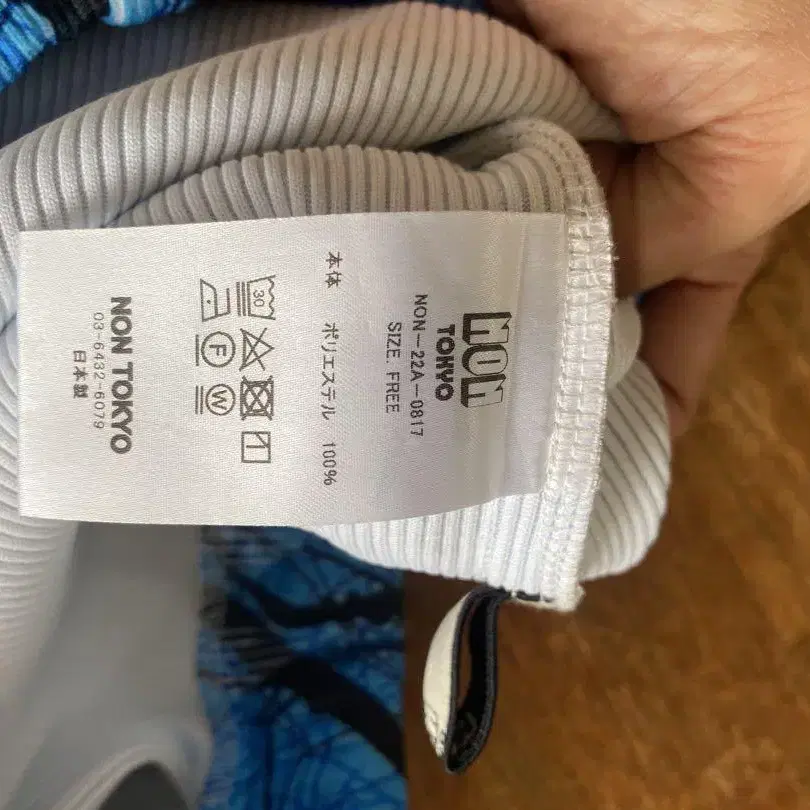 NON
TOKYO
NON-22A-0817
SIZE. FREE
本体 ポリエステル 100%
30
F W
NON TOKYO
03-6432-6079
日本製